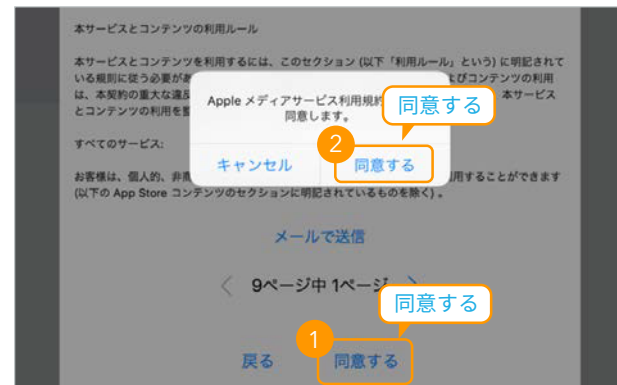 本サービスとコンテンツの利用ルール
本サービスとコンテンツを利用するには、このセクション (以下「利用ルール」という) に明記されて
いる規則に従う必要があ
びコンテンツの利用
は、本契約の重大な違反
本サービス
とコンテンツの利用を監
Apple メディアサービス利用規約
同意します。
同意する
2
キャンセル
同意する
すべてのサービス:
お客様は、個人的、非商
用することができます
(以下の App Store コンテンツのセクションに明記されているものを除く) 。
メールで送信
< 9ページ中 1ページ >
同意する
1
戻る
同意する